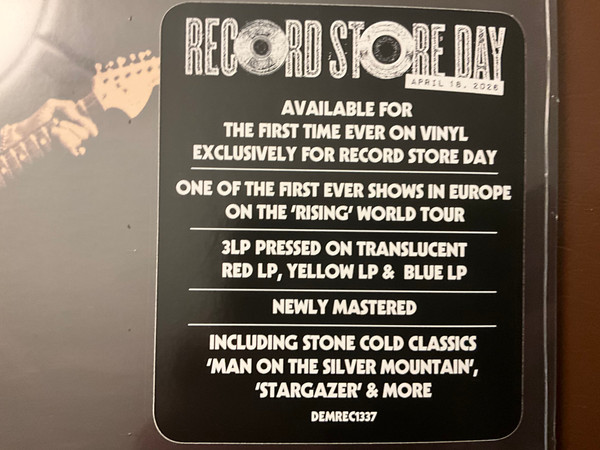 RECORD STORE DAY
APRIL 18, 2026
AVAILABLE FOR
THE FIRST TIME EVER ON VINYL
EXCLUSIVELY FOR RECORD STORE DAY
ONE OF THE FIRST EVER SHOWS IN EUROPE
ON THE 'RISING' WORLD TOUR
3LP PRESSED ON TRANSLUCENT
RED LP, YELLOW LP & BLUE LP
NEWLY MASTERED
INCLUDING STONE COLD CLASSICS
'MAN ON THE SILVER MOUNTAIN',
'STARGAZER' & MORE
DEMREC1337